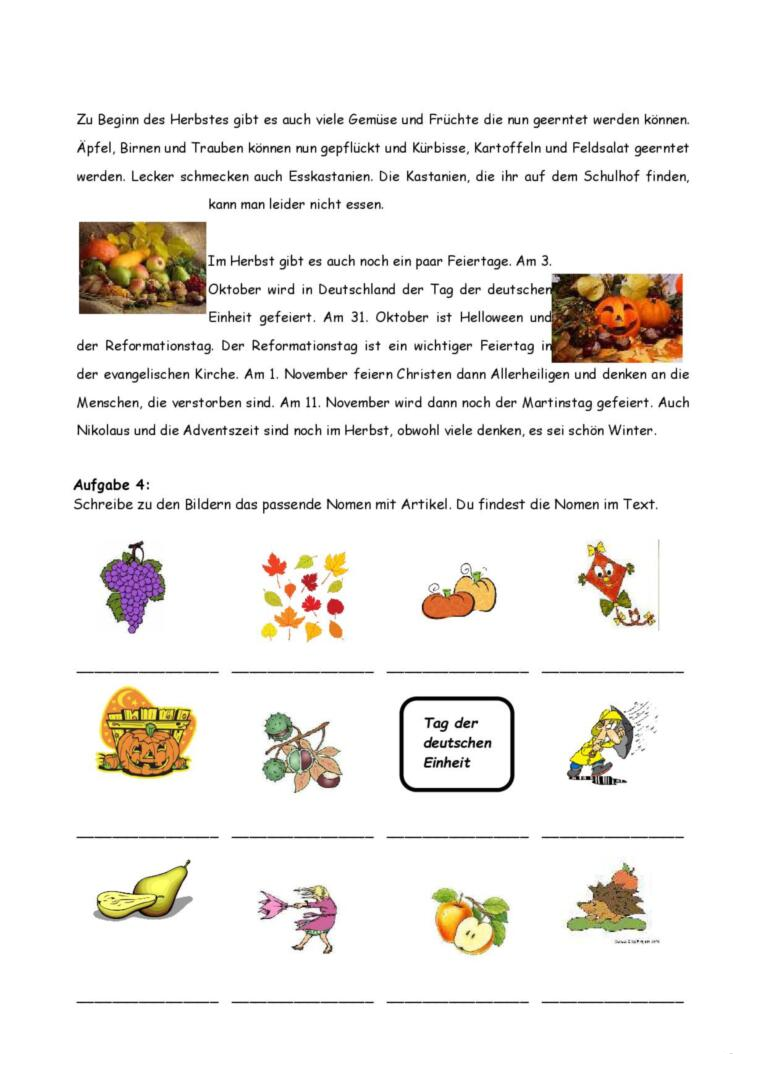 Zu Beginn des Herbstes gibt es auch viele Gemüse und Früchte die nun geerntet werden können.
Äpfel, Birnen und Trauben können nun gepflückt und Kürbisse, Kartoffeln und Feldsalat geerntet
werden. Lecker schmecken auch Esskastanien. Die Kastanien, die ihr auf dem Schulhof finden,
kann man leider nicht essen.
Im Herbst gibt es auch noch ein paar Feiertage. Am 3.
Oktober wird in Deutschland der Tag der deutschen
Einheit gefeiert. Am 31. Oktober ist Helloween und
der Reformationstag. Der Reformationstag ist ein wichtiger Feiertag in
der evangelischen Kirche. Am 1. November feiern Christen dann Allerheiligen und denken an die
Menschen, die verstorben sind. Am 11. November wird dann noch der Martinstag gefeiert. Auch
Nikolaus und die Adventszeit sind noch im Herbst, obwohl viele denken, es sei schön Winter.
Aufgabe 4:
Schreibe zu den Bildern das passende Nomen mit Artikel. Du findest die Nomen im Text.
Tag der
deutschen
Einheit